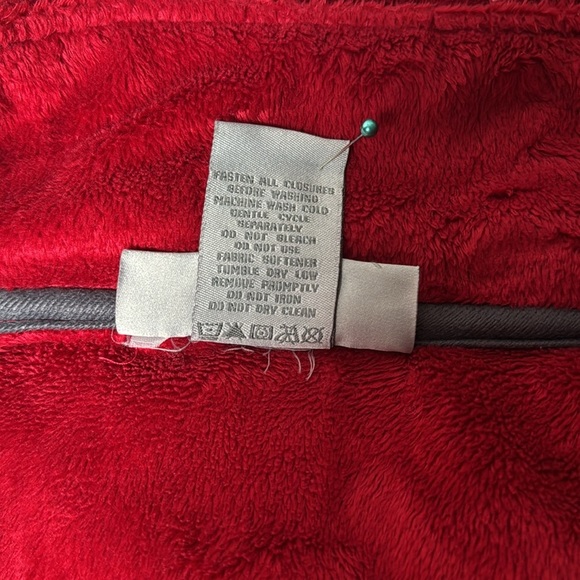 FASTEN ALL CLOSURES
BEFORE WASHING
MACHINE WASH COLD
GENTLE CYCLE
SEPARATELY
DO NOT BLEACH
DO NOT USE
FABRIC SOFTENER
TUMBLE DRY LOW
REMOVE PROMPTLY
DO NOT IRON
DO NOT DRY CLEAN